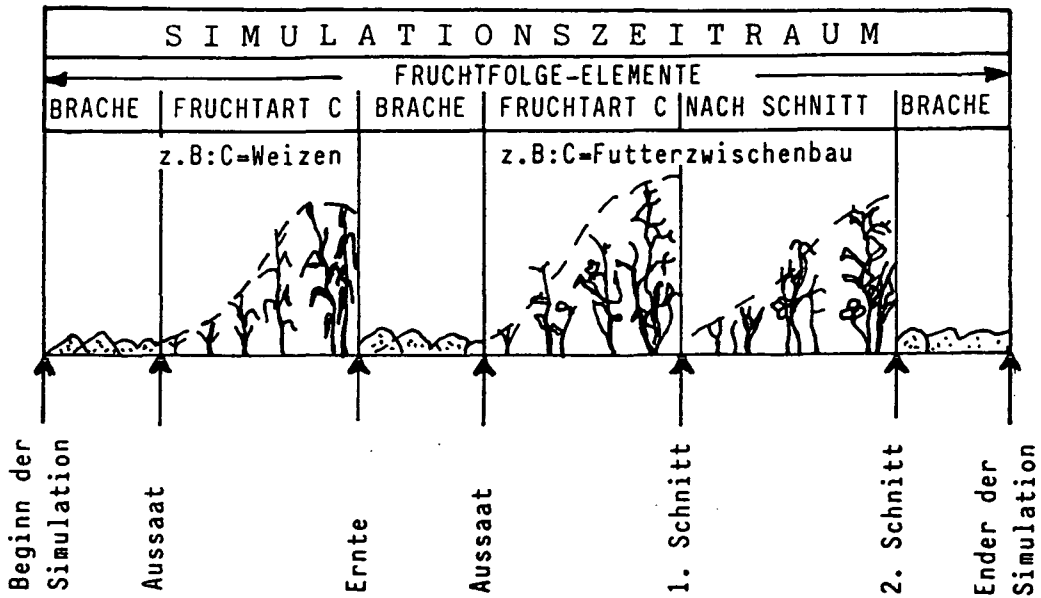 SIMULATIONSZEITRAUM
FRUCHTFOLGE-ELEMENTE
BRACHE FRUCHTART C BRACHE FRUCHTART C NACH SCHNITT BRACHE
z.B:C=Weizen z.B:C=Futterzwischenbau
Beginn der
Simulation
Aussaat
Ernte
Aussaat
1. Schnitt
2. Schnitt
Ender der
Simulation